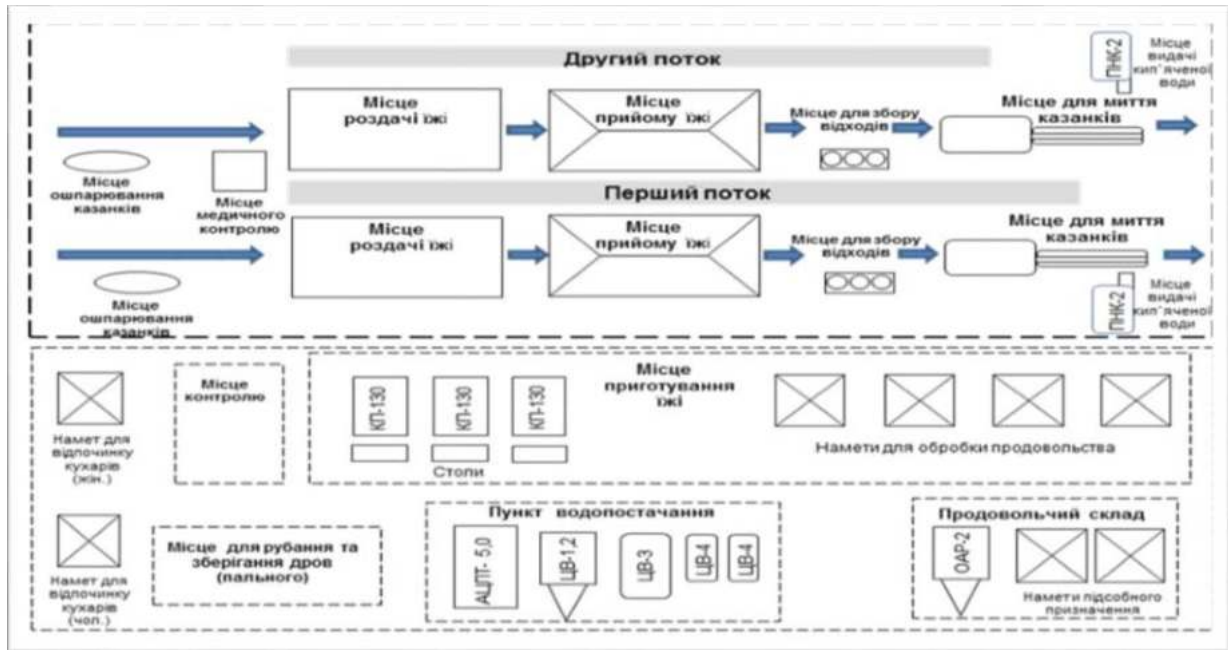 Другий поток
ПНК-2
Місце
видачі
кип`яченої
води
Місце
роздачі їжі
Місце
прийому їжі
Місце для збору
відходів
Місце для миття
казанків
Місце
ошпарювання
казанків
Місце
медичного
контролю
Перший поток
Місце
роздачі їжі
Місце
прийому їжі
Місце для збору
відходів
Місце для миття
казанків
Місце
ошпарювання
казанків
ПНК-2
Місце
видачі
кип`яченої
води
Намет для
відпочинку
кухарів
(жін.)
Місце
контролю
КП-130
КП-130
КП-130
Столи
Місце
приготування
їжі
Намети для обробки продовольства
Намет для
відпочинку
кухарів
(чол.)
Місце для рубання та
зберігання дров
(пального)
Пункт водопостачання
АЦПТ- 5,0
ЦВ-1,2
ЦВ-3
ЦВ-4
ЦВ-4
Продовольчий склад
ОАР-2
Намети підсобного
призначення